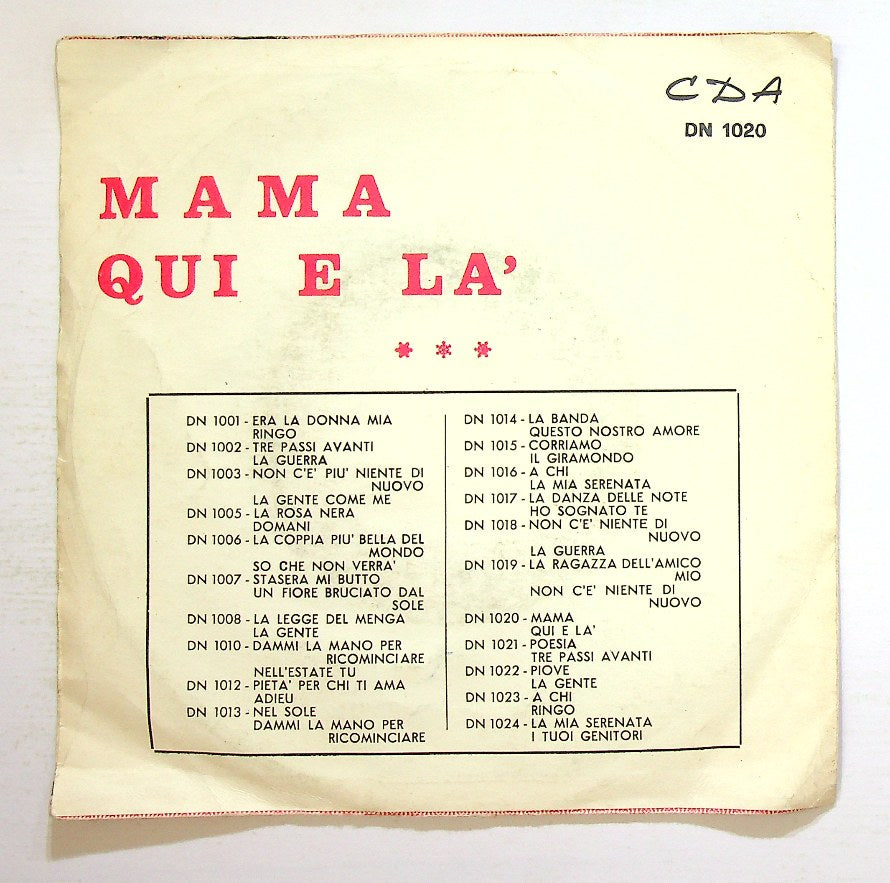 CDA
DN 1020
MAMA
QUI E LA'
***
DN 1001 - ERA LA DONNA MIA
RINGO
DN 1002 - TRE PASSI AVANTI
LA GUERRA
DN 1003 - NON C'E' PIU' NIENTE DI
NUOVO
LA GENTE COME ME
DN 1005 - LA ROSA NERA
DOMANI
DN 1006 - LA COPPIA PIU' BELLA DEL
MONDO
SO CHE NON VERRA'
DN 1007 - STASERA MI BUTTO
UN FIORE BRUCIATO DAL
SOLE
DN 1008 - LA LEGGE DEL MENGA
LA GENTE
DN 1010 - DAMMI LA MANO PER
RICOMINCIARE
NELL'ESTATE TU
DN 1012 - PIETA' PER CHI TI AMA
ADIEU
DN 1013 - NEL SOLE
DAMMI LA MANO PER
RICOMINCIARE
DN 1014 - LA BANDA
QUESTO NOSTRO AMORE
DN 1015 - CORRIAMO
IL GIRAMONDO
DN 1016 - A CHI
LA MIA SERENATA
DN 1017 - LA DANZA DELLE NOTE
HO SOGNATO TE
DN 1018 - NON C'E' NIENTE DI
NUOVO
LA GUERRA
DN 1019 - LA RAGAZZA DELL'AMICO
MIO
NON C'E' NIENTE DI
NUOVO
DN 1020 - MAMA
QUI E LA'
DN 1021 - POESIA
TRE PASSI AVANTI
DN 1022 - PIOVE
LA GENTE
DN 1023 - A CHI
RINGO
DN 1024 - LA MIA SERENATA
I TUOI GENITORI